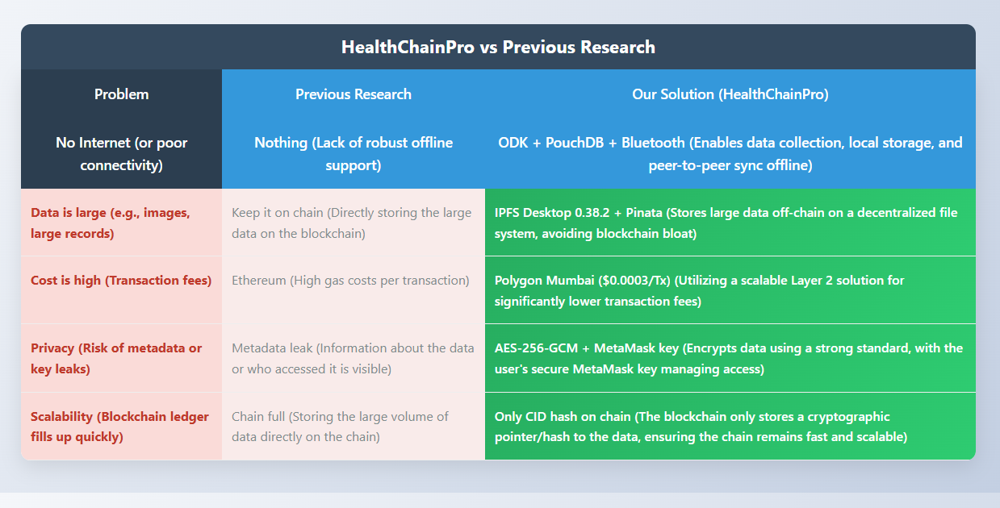 HealthChainPro vs Previous Research
Problem
Previous Research
Our Solution (HealthChainPro)
No Internet (or poor
connectivity)
Nothing (Lack of robust offline
support)
ODK + PouchDB + Bluetooth (Enables data collection, local storage, and
peer-to-peer sync offline)
Data is large (e.g., images,
large records)
Keep it on chain (Directly storing the large
data on the blockchain)
IPFS Desktop 0.38.2 + Pinata (Stores large data off-chain on a decentralized file
system, avoiding blockchain bloat)
Cost is high (Transaction fees)
Ethereum (High gas costs per transaction)
Polygon Mumbai ($0.0003/Tx) (Utilizing a scalable Layer 2 solution for
significantly lower transaction fees)
Privacy (Risk of metadata or
key leaks)
Metadata leak (Information about the data
or who accessed it is visible)
AES-256-GCM + MetaMask key (Encrypts data using a strong standard, with the
user's secure MetaMask key managing access)
Scalability (Blockchain ledger
fills up quickly)
Chain full (Storing the large volume of
data directly on the chain)
Only CID hash on chain (The blockchain only stores a cryptographic
pointer/hash to the data, ensuring the chain remains fast and scalable)